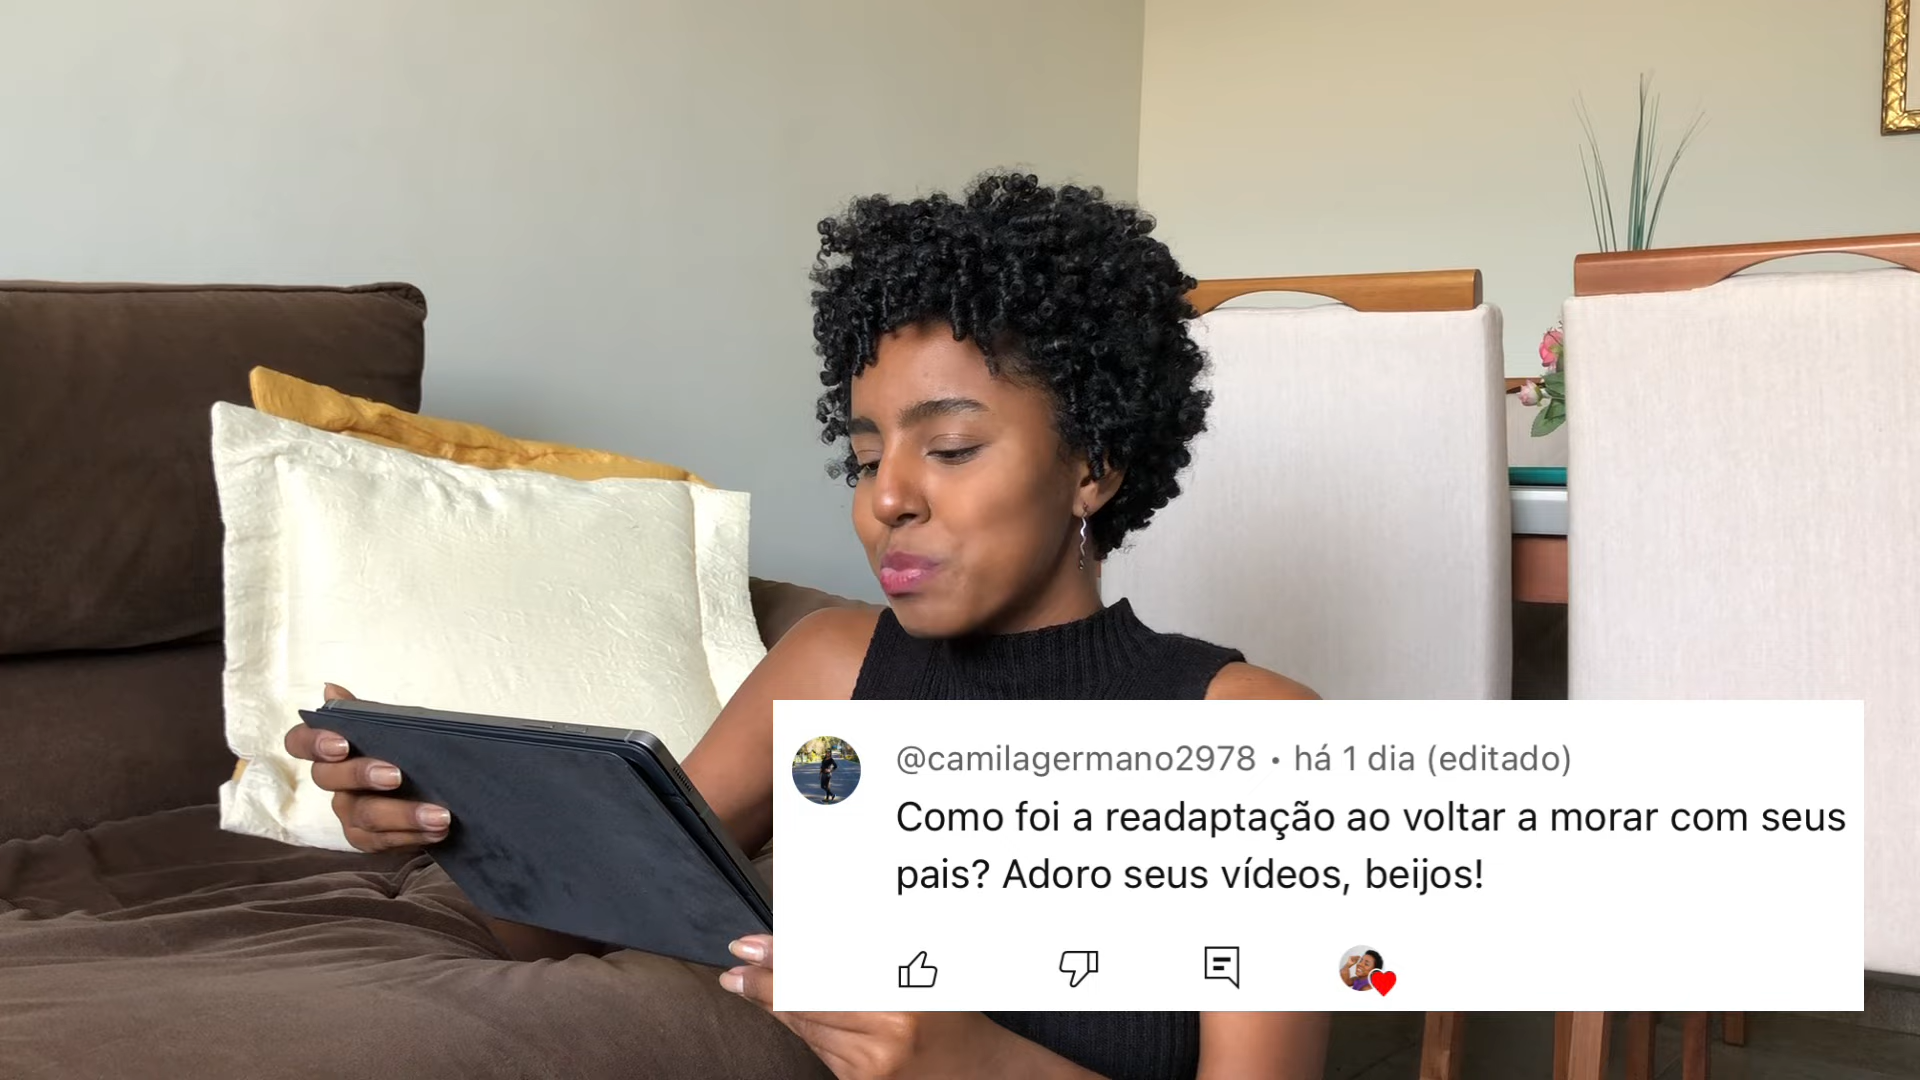 @camilagermano2978 • há 1 dia (editado)
Como foi a readaptação ao voltar a morar com seus
pais? Adoro seus vídeos, beijos!